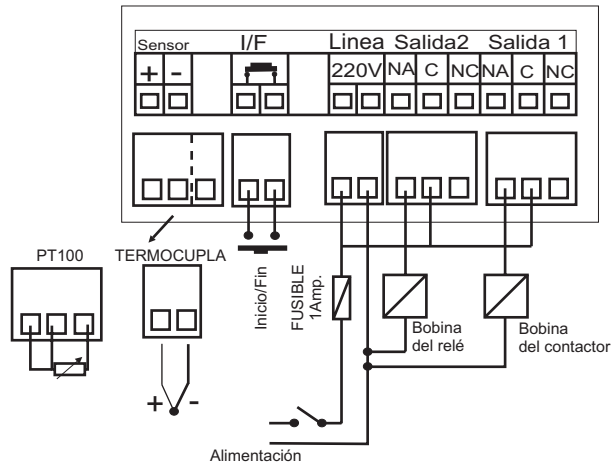 Sensor I/F Linea Salida2 Salida 1
+ - 220V NA C NC NA C NC
PT100 TERMOCUPLA
Inicio/Fin
FUSIBLE
1Amp.
Bobina
del relé
Bobina
del contactor
+ -
Alimentación